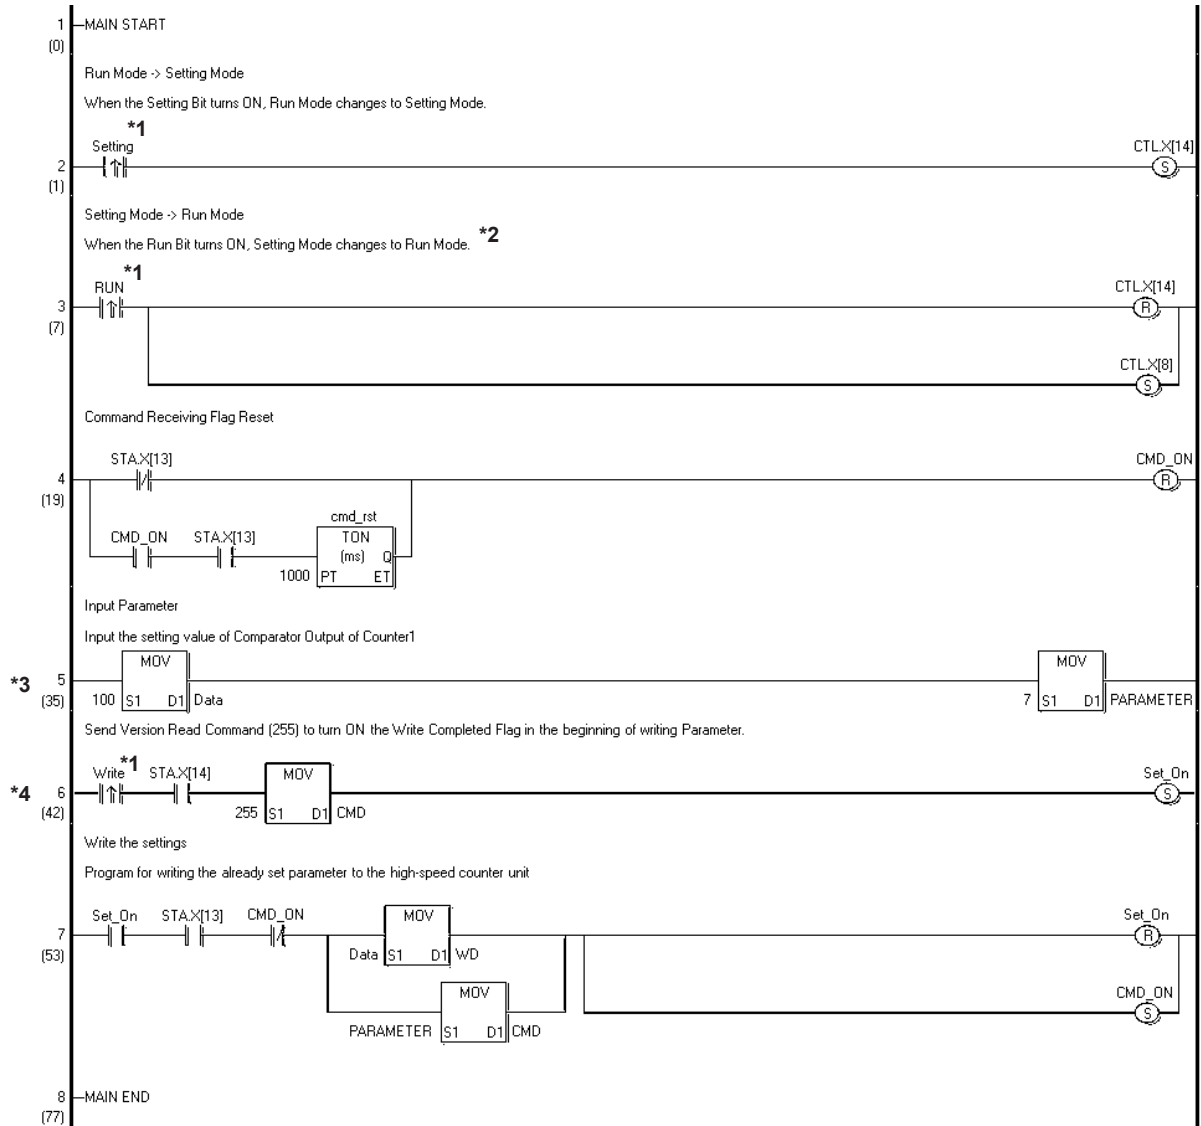 1 MAIN START
(0)
Run Mode -> Setting Mode
When the Setting Bit turns ON, Run Mode changes to Setting Mode.
*1
Setting CTL.X[14]
2 S
(1)
Setting Mode -> Run Mode
When the Run Bit turns ON, Setting Mode changes to Run Mode. *2
*1
RUN CTL.X[14]
3 R
(7)
CTL.X[8]
S
Command Receiving Flag Reset
STA.X[13] CMD_ON
4 R
(19)
cmd_rst
CMD_ON STA.X[13] TON
(ms) Q
1000 PT ET
Input Parameter
Input the setting value of Comparator Output of Counter1
MOV MOV
*3 5
(35) 100 S1 D1 Data 7 S1 D1 PARAMETER
Send Version Read Command (255) to turn ON the Write Completed Flag in the beginning of writing Parameter.
Write *1 STA.X[14] MOV Set_On
*4 6 S
(42) 255 S1 D1 CMD
Write the settings
Program for writing the already set parameter to the high-speed counter unit
Set_On STA.X[13] CMD_ON MOV Set_On
7 R
(53) Data S1 D1 WD
MOV CMD_ON
S
PARAMETER S1 D1 CMD
8 MAIN END
(77)